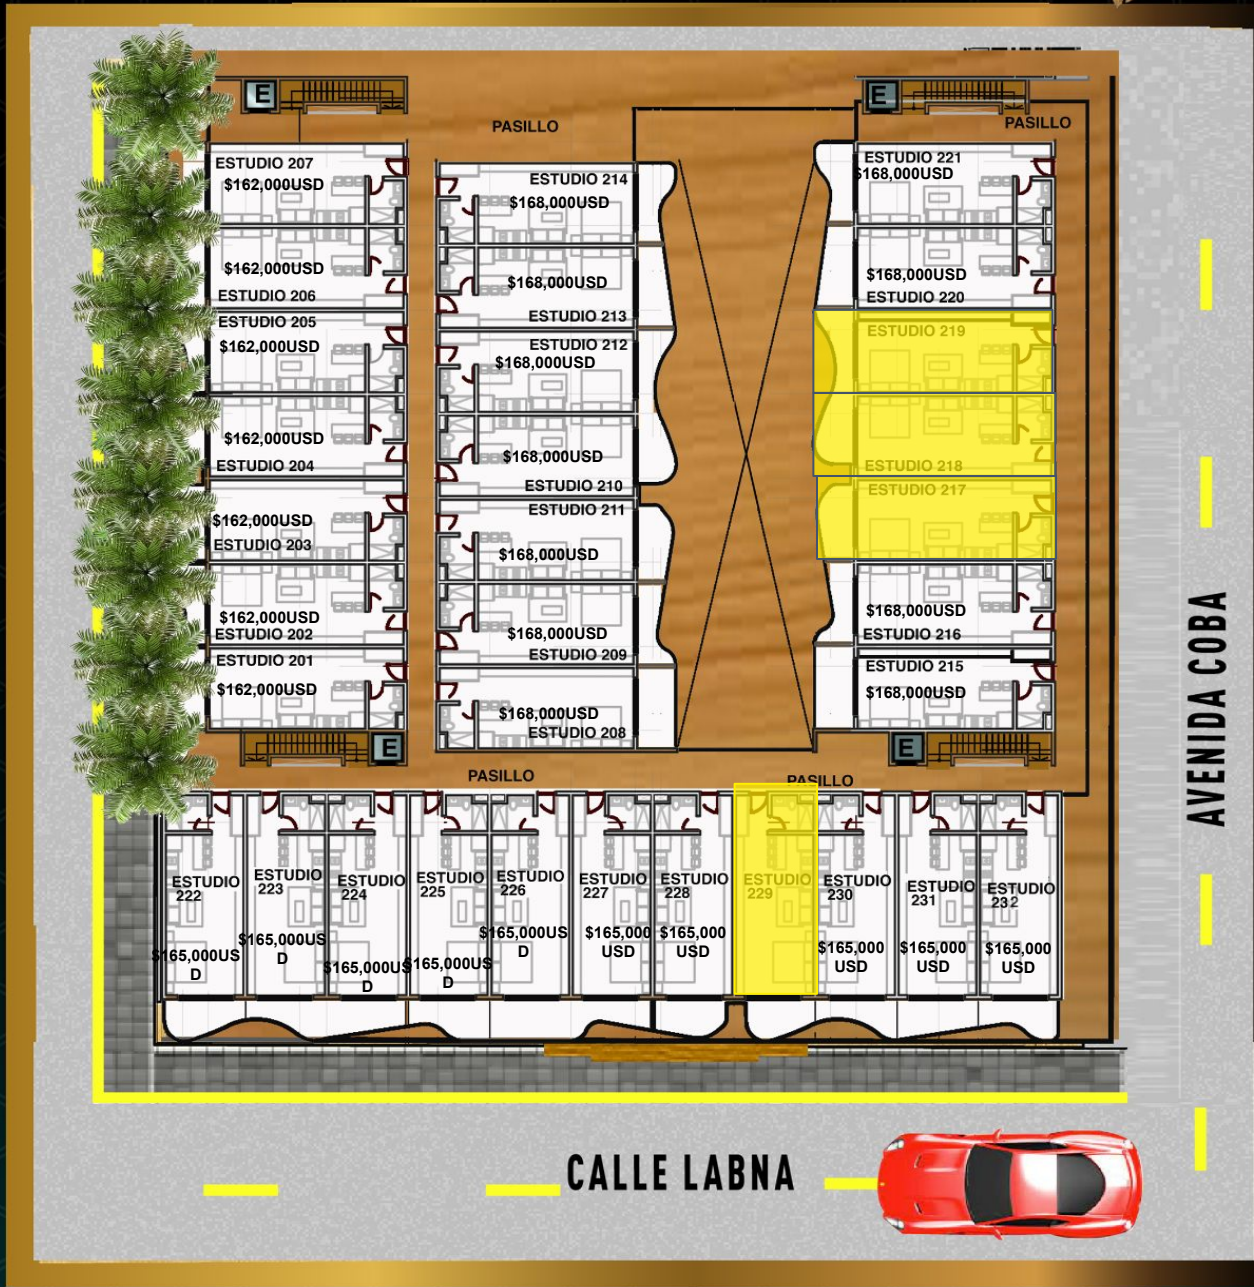 E
E
PASILLO
PASILLO
ESTUDIO 207
$162,000USD
$162,000USD
ESTUDIO 206
ESTUDIO 205
$162,000USD
$162,000USD
ESTUDIO 204
$162,000USD
ESTUDIO 203
$162,000USD
ESTUDIO 202
ESTUDIO 201
$162,000USD
ESTUDIO 214
$168,000USD
$168,000USD
ESTUDIO 213
ESTUDIO 212
$168,000USD
$168,000USD
ESTUDIO 210
ESTUDIO 211
$168,000USD
$168,000USD
ESTUDIO 209
$168,000USD
ESTUDIO 208
ESTUDIO 221
$168,000USD
$168,000USD
ESTUDIO 220
ESTUDIO 219
ESTUDIO 218
ESTUDIO 217
$168,000USD
ESTUDIO 216
ESTUDIO 215
$168,000USD
E
E
PASILLO
PASILLO
ESTUDIO
222
$165,000US
D
ESTUDIO
223
$165,000US
D
ESTUDIO
224
$165,000US
D
ESTUDIO
225
$165,000US
D
ESTUDIO
226
$165,000US
D
ESTUDIO
227
$165,000
USD
ESTUDIO
228
$165,000
USD
ESTUDIO
229
ESTUDIO
230
$165,000
USD
ESTUDIO
231
$165,000
USD
ESTUDIO
232
$165,000
USD
AVENIDA COBA
CALLE LABNA